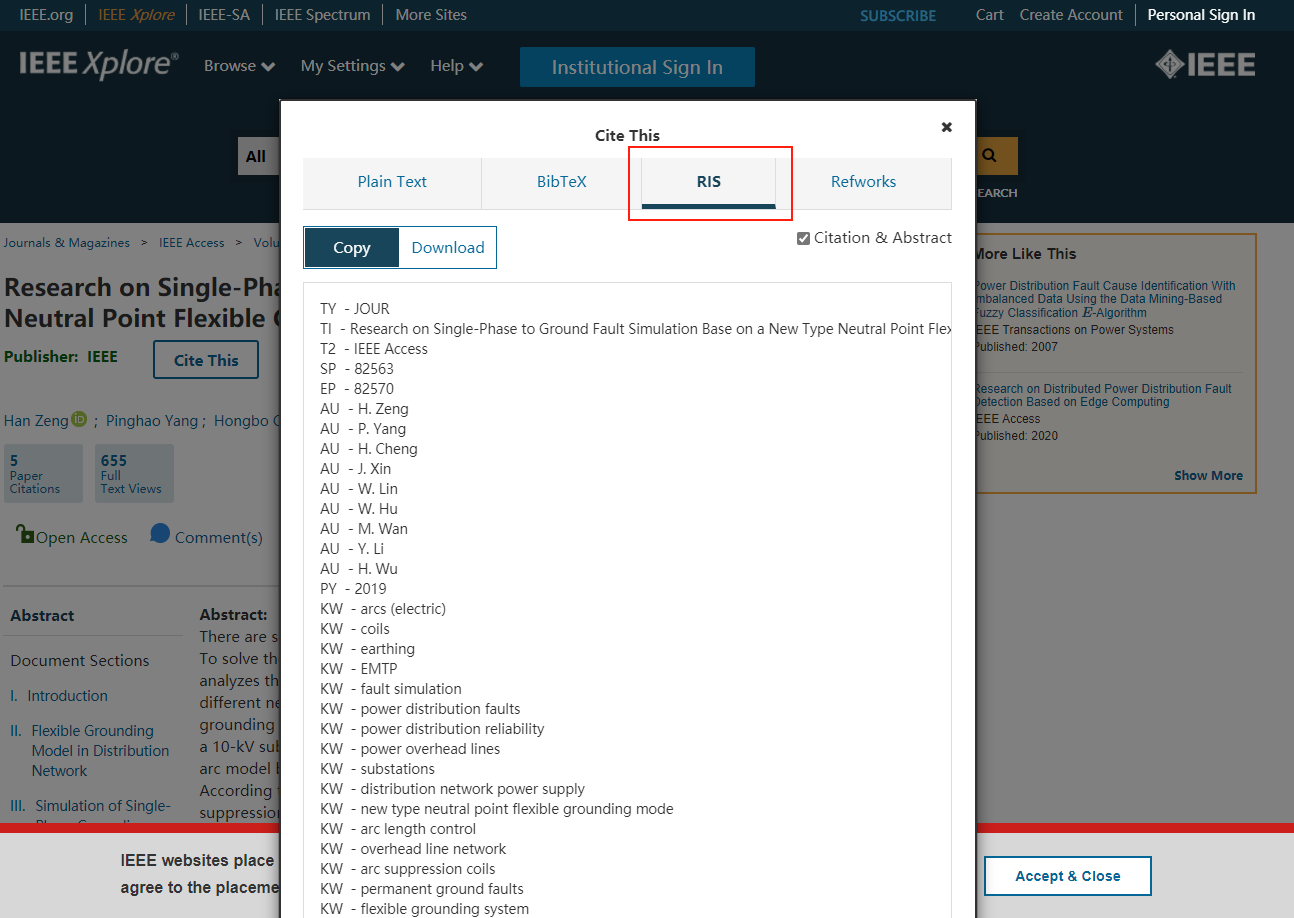 IEEE.org IEEE Xplore IEEE-SA IEEE Spectrum More Sites SUBSCRIBE Cart Create Account Personal Sign In
IEEE Xplore® Browse My Settings Help Institutional Sign In IEEE
All
EARCH
Cite This
Plain Text BibTeX RIS Refworks
Copy Download
Citation & Abstract
TY - JOUR
TI - Research on Single-Phase to Ground Fault Simulation Base on a New Type Neutral Point Flex
T2 - IEEE Access
SP - 82563
EP - 82570
AU - H. Zeng
AU - P. Yang
AU - H. Cheng
AU - J. Xin
AU - W. Lin
AU - W. Hu
AU - M. Wan
AU - Y. Li
AU - H. Wu
PY - 2019
KW - arcs (electric)
KW - coils
KW - earthing
KW - EMTP
KW - fault simulation
KW - power distribution faults
KW - power distribution reliability
KW - power overhead lines
KW - substations
KW - distribution network power supply
KW - new type neutral point flexible grounding mode
KW - arc length control
KW - overhead line network
KW - arc suppression coils
KW - permanent ground faults
KW - flexible grounding system
Journals & Magazines > IEEE Access > Volu
Research on Single-Pha
Neutral Point Flexible
Publisher: IEEE
Cite This
Han Zeng iD ; Pinghao Yang ; Hongbo C
5
Paper
Citations
655
Full
Text Views
Open Access
Comment(s)
Abstract
Document Sections
I. Introduction
II. Flexible Grounding
Model in Distribution
Network
III. Simulation of Single-
Abstract:
There are s
To solve th
analyzes th
different ne
grounding
a 10-kV sub
arc model b
According
suppression
More Like This
Power Distribution Fault Cause Identification With
Imbalanced Data Using the Data Mining-Based
Fuzzy Classification E-Algorithm
IEEE Transactions on Power Systems
Published: 2007
Research on Distributed Power Distribution Fault
Detection Based on Edge Computing
IEEE Access
Published: 2020
Show More
IEEE websites place
agree to the placeme
Accept & Close